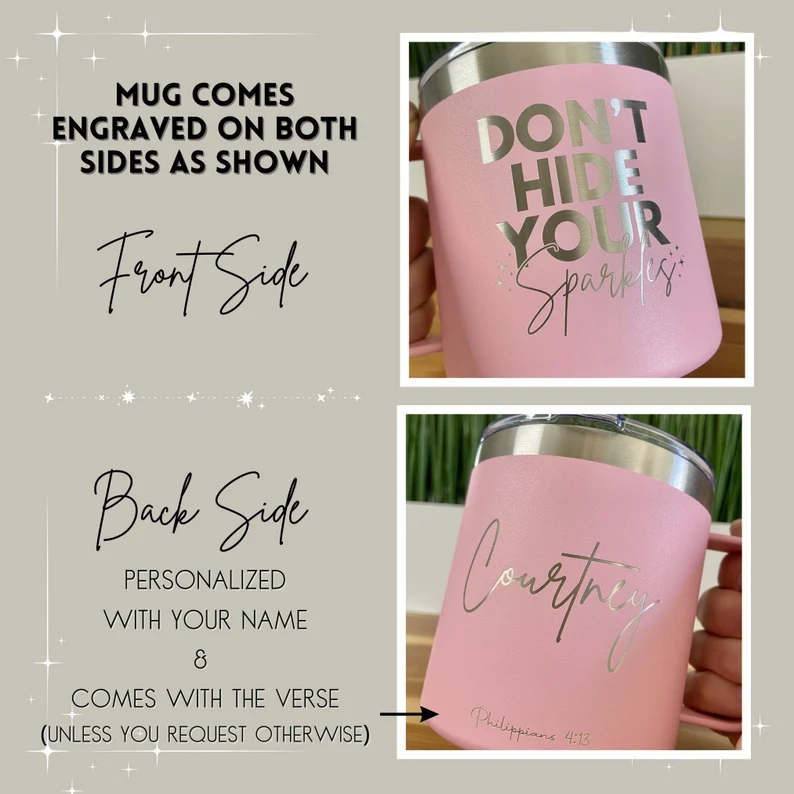 MUG COMES
ENGRAVED ON BOTH
SIDES AS SHOWN
Front Side
DON'T
HIDE
YOUR
Sparkles
Back Side
PERSONALIZED
WITH YOUR NAME
&
COMES WITH THE VERSE
(UNLESS YOU REQUEST OTHERWISE)
Courtney
Philippians 4:13